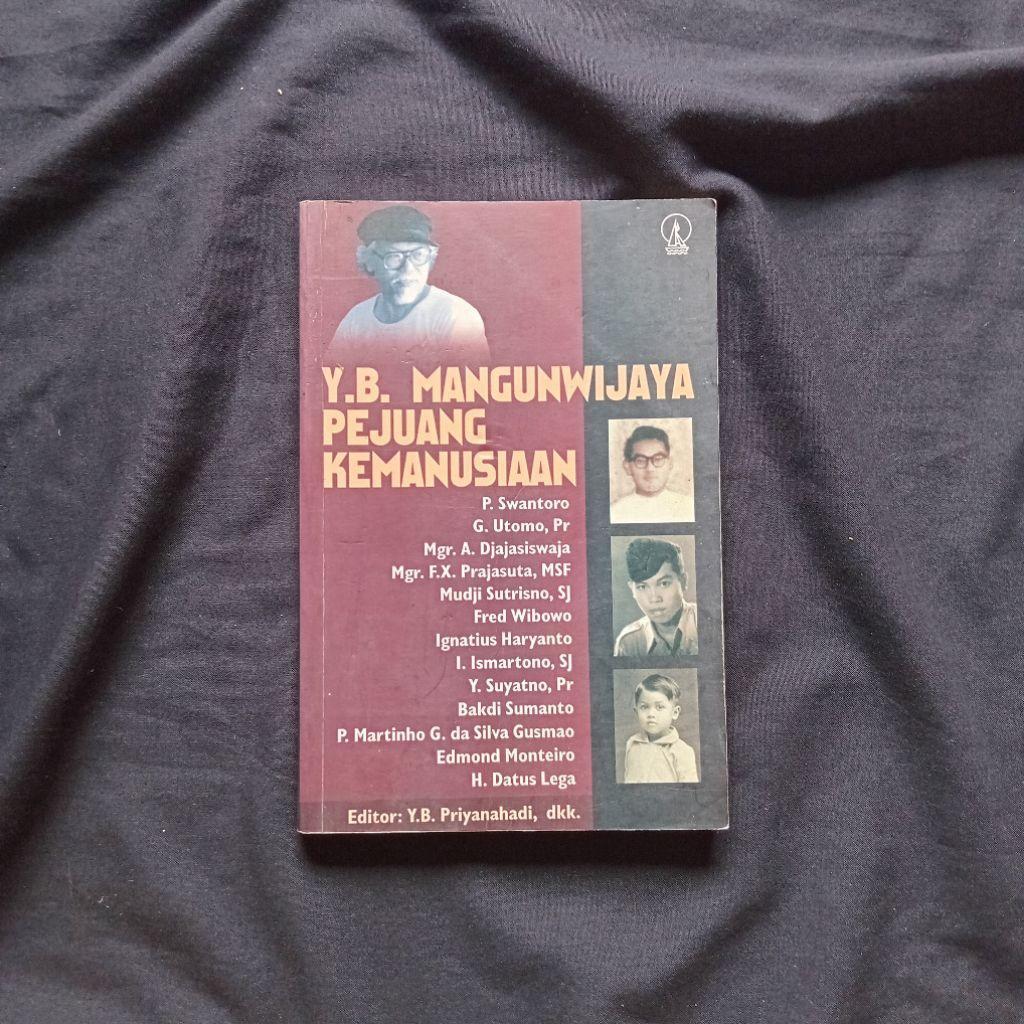 Y.B. MANGUNWIJAYA
PEJUANG
KEMANUSIAAN
P. Swantoro
G. Utomo, Pr
Mgr. A. Djajasiswaja
Mgr. F.X. Prajasuta, MSF
Mudji Sutrisno, SJ
Fred Wibowo
Ignatius Haryanto
I. Ismartono, SJ
Y. Suyatno, Pr
Bakdi Sumanto
P. Martinho G. da Silva Gusmao
Edmond Monteiro
H. Datus Lega
Editor: Y.B. Priyanahadi, dkk.